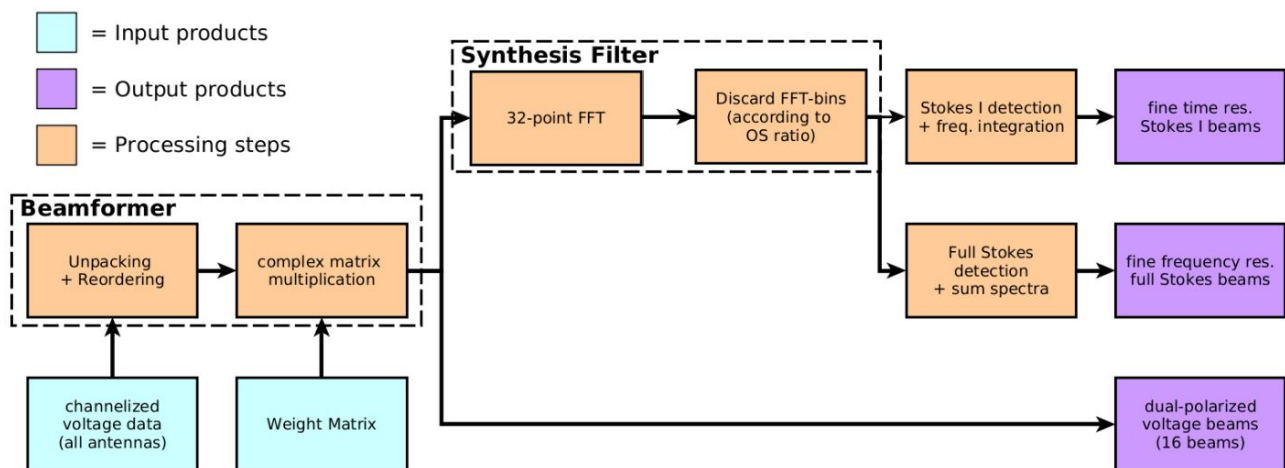 = Input products
= Output products
= Processing steps
Synthesis Filter
32-point FFT
Discard FFT-bins
(according to
OS ratio)
Stokes I detection
+ freq. integration
fine time res.
Stokes I beams
Beamformer
Unpacking
+ Reordering
complex matrix
multiplication
Full Stokes
detection
+ sum spectra
fine frequency res.
full Stokes beams
channelized
voltage data
(all antennas)
Weight Matrix
dual-polarized
voltage beams
(16 beams)